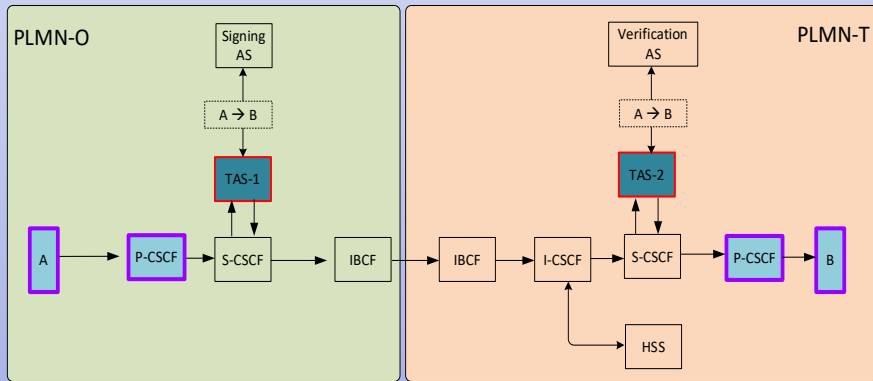 PLMN-O
Signing
AS
A → B
TAS-1
A
P-CSCF
S-CSCF
IBCF
PLMN-T
Verification
AS
A → B
TAS-2
IBCF
I-CSCF
S-CSCF
P-CSCF
B
HSS